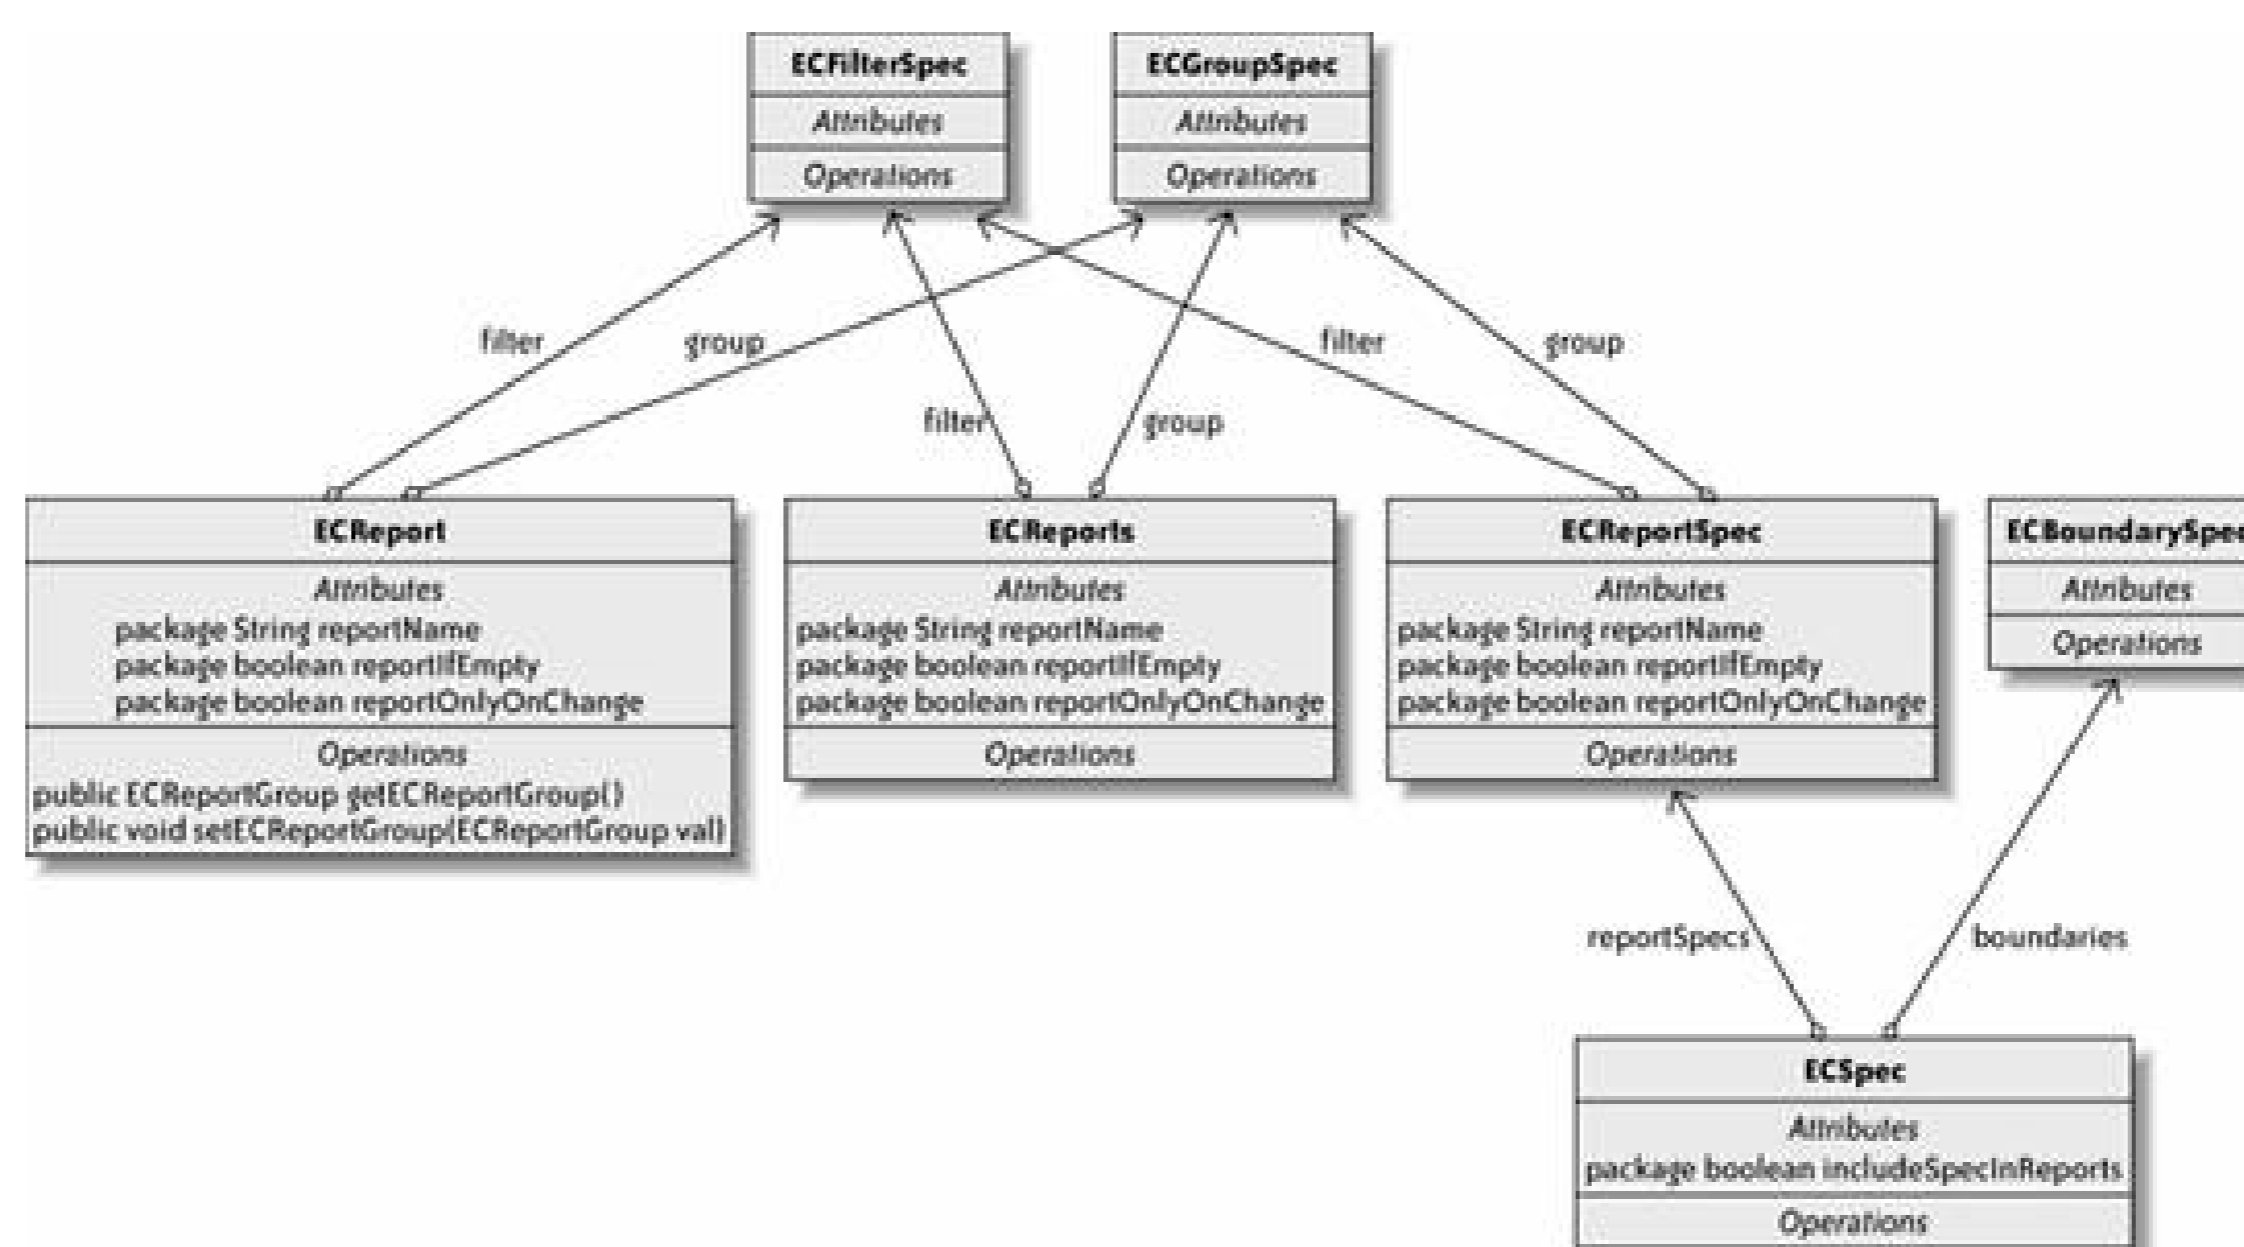 ECFilterSpec
Attributes
Operations
ECGroupSpec
Attributes
Operations
filter
group
filter
group
filter
group
ECReport
Attributes
package String reportName
package boolean reportIfEmpty
package boolean reportOnlyOnChange
Operations
public ECReportGroup getECReportGroup()
public void setECReportGroup(ECReportGroup val)
ECReports
Attributes
package String reportName
package boolean reportIfEmpty
package boolean reportOnlyOnChange
Operations
ECReportSpec
Attributes
package String reportName
package boolean reportIfEmpty
package boolean reportOnlyOnChange
Operations
ECBoundarySpec
Attributes
Operations
reportSpecs
boundaries
ECSpec
Attributes
package boolean includeSpecInReports
Operations